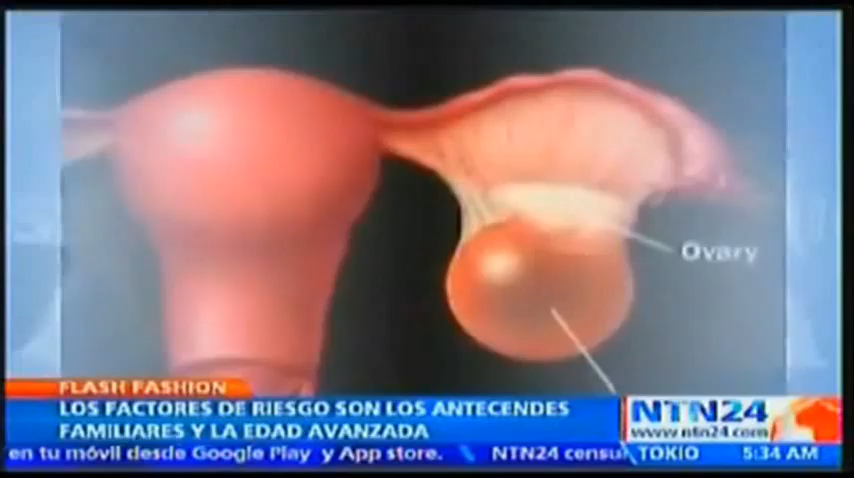 Ovary
FLASH FASHION
LOS FACTORES DE RIESGO SON LOS ANTECENDES
FAMILIARES Y LA EDAD AVANZADA
NTN24
www.ntn24.com
en tu móvil desde Google Play y App store.
NTN24 censu
TOKIO 5:34 AM